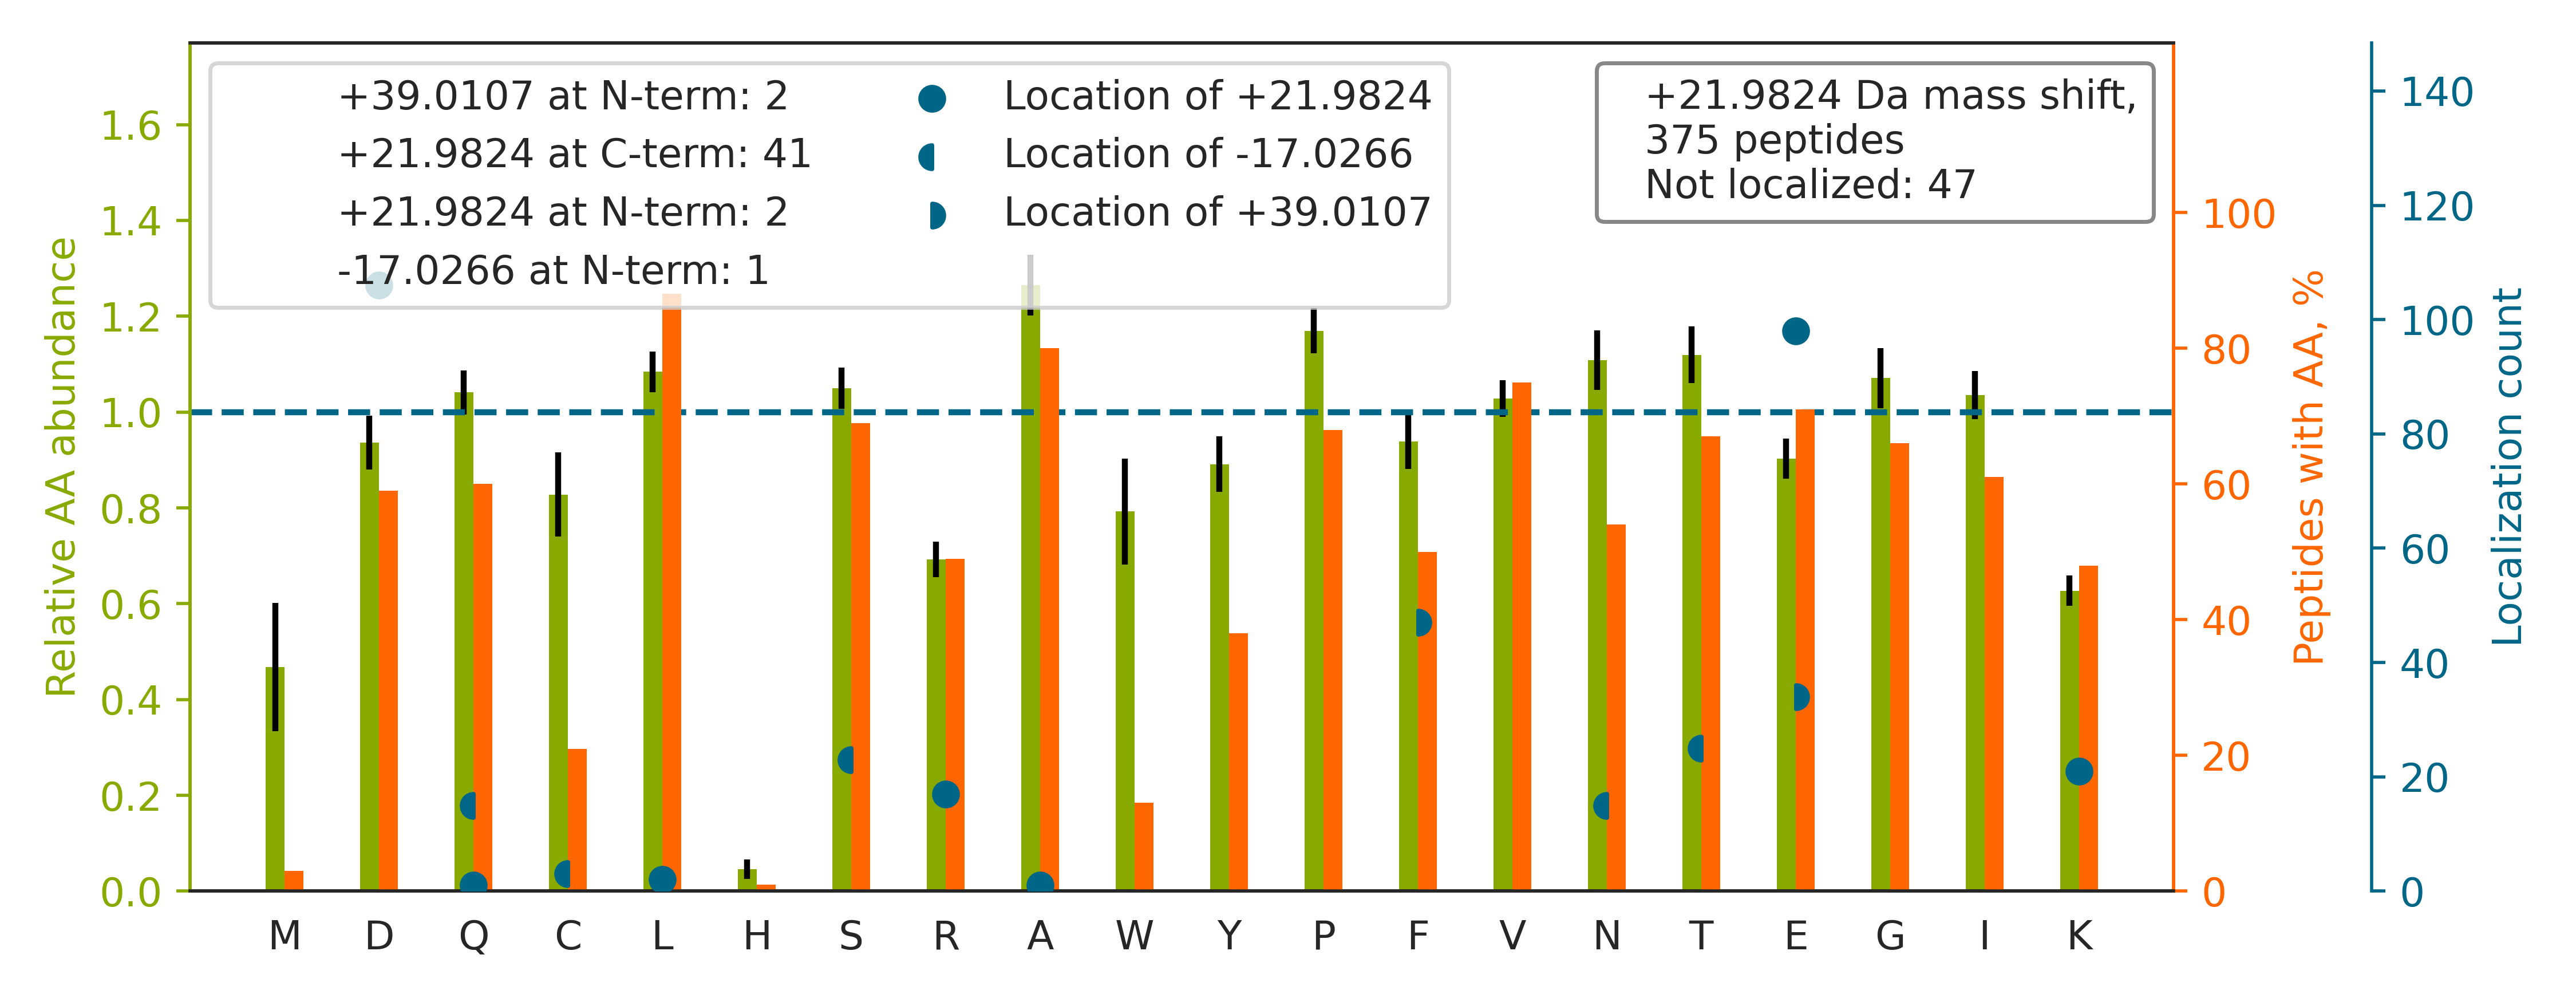 +39.0107 at N-term: 2
+21.9824 at C-term: 41
+21.9824 at N-term: 2
-17.0266 at N-term: 1
Location of +21.9824
Location of -17.0266
Location of +39.0107
+21.9824 Da mass shift,
375 peptides
Not localized: 47
Relative AA abundance
1.6
1.4
1.2
1.0
0.8
0.6
0.4
0.2
0.0
M D Q C L H S R A W Y P F V N T E G I K
100
80
60
40
20
0
Peptides with AA, %
140
120
100
80
60
40
20
0
Localization count